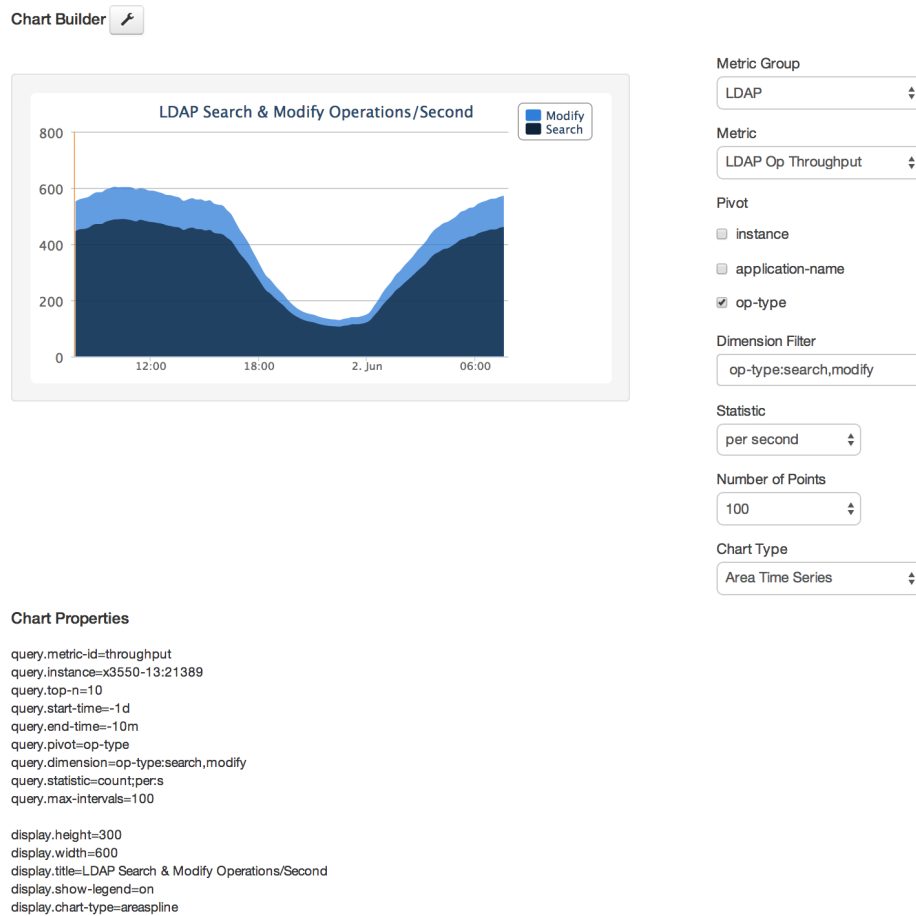 Chart Builder
LDAP Search & Modify Operations/Second
Modify
Search
800
600
400
200
0
12:00
18:00
2. Jun
06:00
Metric Group
LDAP
Metric
LDAP Op Throughput
Pivot
instance
application-name
op-type
Dimension Filter
op-type:search,modify
Statistic
per second
Number of Points
100
Chart Type
Area Time Series
Chart Properties
query.metric-id=throughput
query.instance=x3550-13:21389
query.top-n=10
query.start-time=-1d
query.end-time=-10m
query.pivot=op-type
query.dimension=op-type:search,modify
query.statistic=count;per:s
query.max-intervals=100
display.height=300
display.width=600
display.title=LDAP Search & Modify Operations/Second
display.show-legend=on
display.chart-type=areaspline